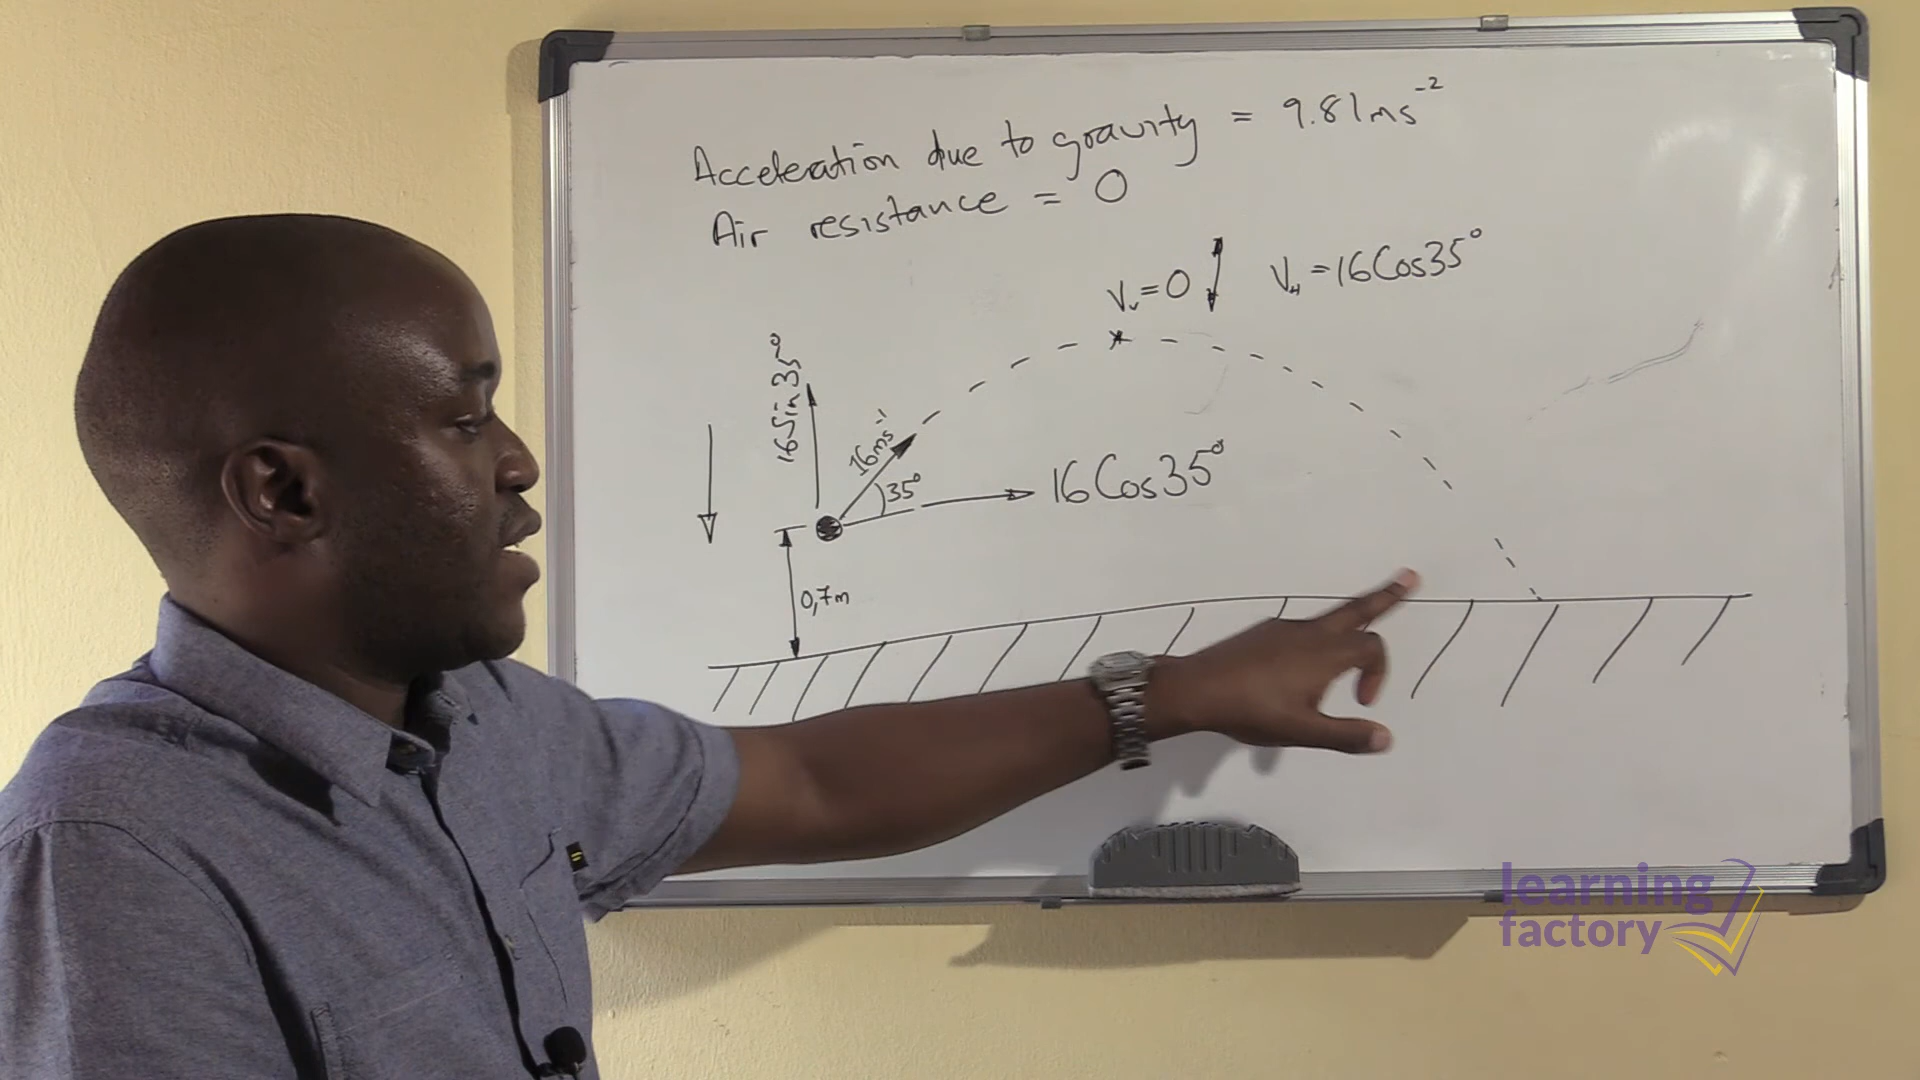 Acceleration due to gravity = 9.81ms⁻²
Air resistance = 0
Vᵥ=0
V_H=16Cos35°
16Sin35°
16ms⁻¹
35°
16Cos35°
0,7m
learning
factory